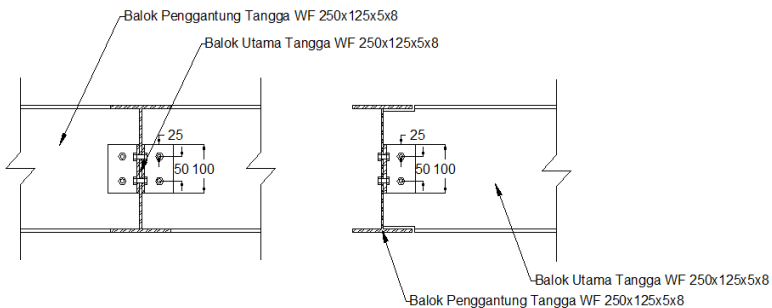 Balok Penggantung Tangga WF 250x125x5x8
Balok Utama Tangga WF 250x125x5x8
25
50 100
25
50 100
Balok Utama Tangga WF 250x125x5x8
Balok Penggantung Tangga WF 250x125x5x8